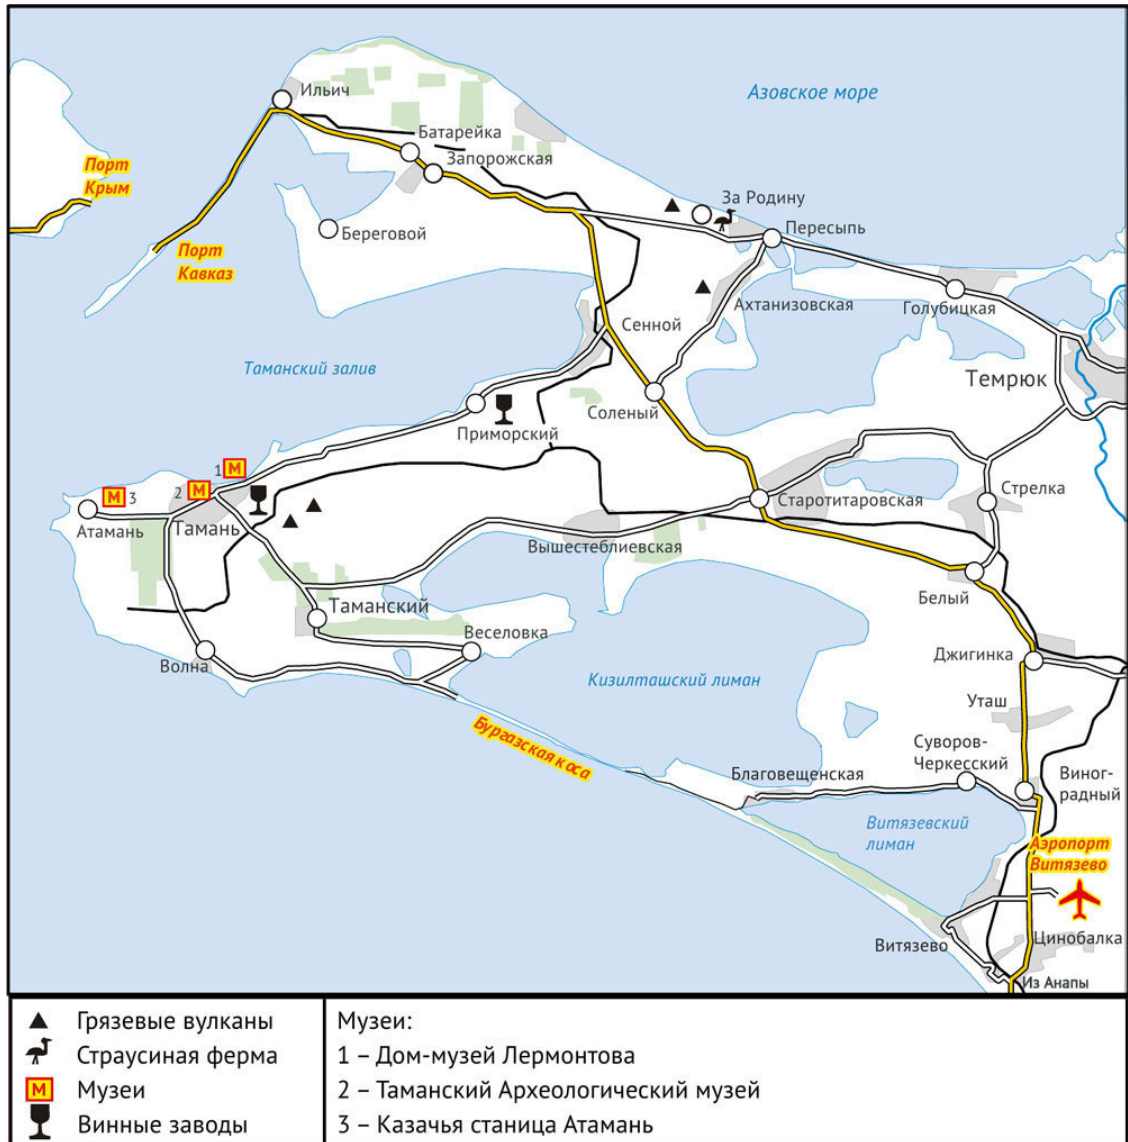 Азовское море
Ильич
Батарейка
Запорожская
Порт
Крым
За Родину
Береговой
Пересыпь
Порт
Кавказ
Ахтанизовская
Голубицкая
Сенной
Таманский залив
Темрюк
Соленый
Приморский
1
М
2
М
М
3
Атамань
Тамань
Старотитаровская
Стрелка
Вышестеблиевская
Белый
Таманский
Веселовка
Волна
Джигинка
Кизилташский лиман
Уташ
Бургазская коса
Суворов-
Черкесский
Благовещенская
Виног-
радный
Витязевский
лиман
Аэропорт
Витязево
Витязево
Цинобалка
Из Анапы
Грязевые вулканы
Страусиная ферма
М
Музеи
Винные заводы
Музеи:
1 – Дом-музей Лермонтова
2 – Таманский Археологический музей
3 – Казачья станица Атамань